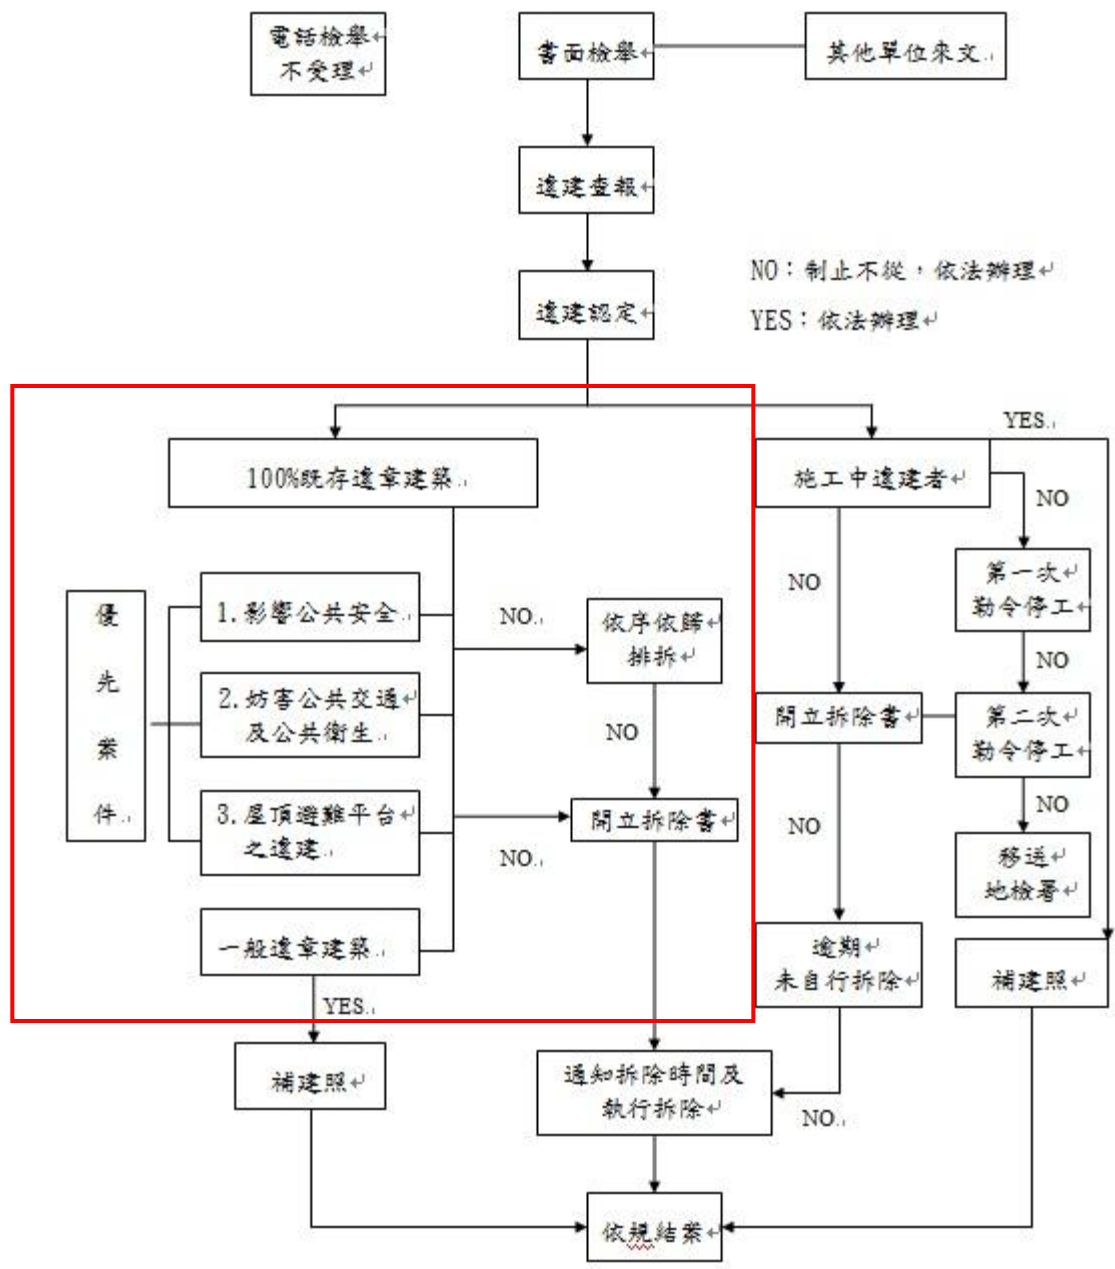 電話檢舉
不受理
書面檢舉
其他單位來文
違建查報
違建認定
NO：制止不從，依法辦理
YES：依法辦理
YES
100%既存違章建築
施工中違建者
NO
NO
第一次
勒令停工
優先案件
1.影響公共安全
NO
依序依歸
排拆
NO
2.妨害公共交通
及公共衛生
NO
開立拆除書
第二次
勒令停工
3.屋頂避難平台
之違建
開立拆除書
NO
NO
NO
移送
地檢署
一般違章建築
逾期
未自行拆除
補建照
YES
補建照
通知拆除時間及
執行拆除
NO
依規結案